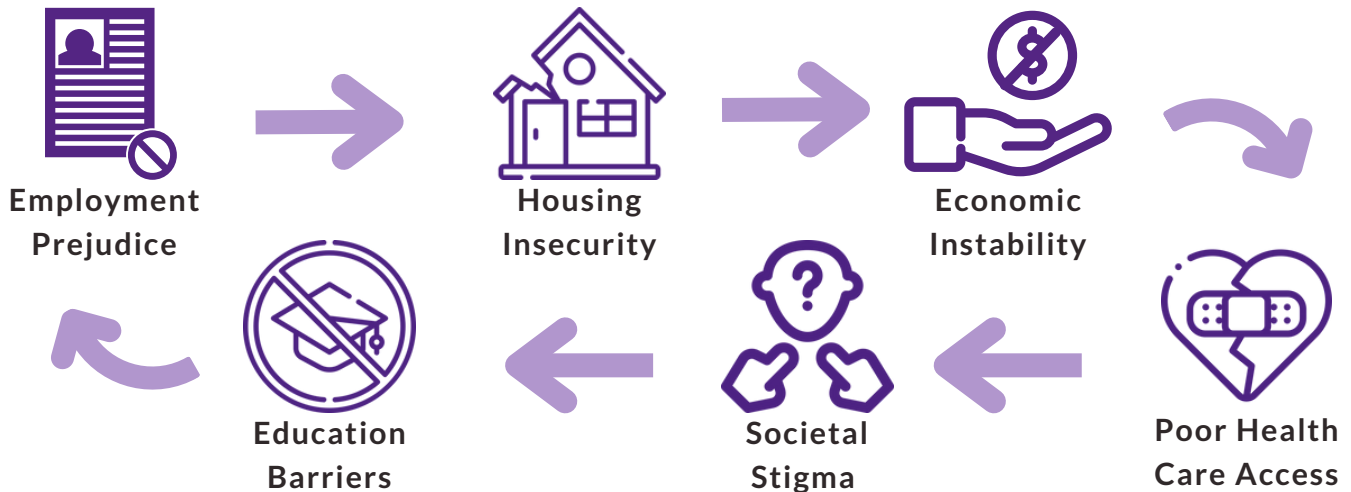 Employment
Prejudice
Housing
Insecurity
Economic
Instability
Poor Health
Care Access
Societal
Stigma
Education
Barriers